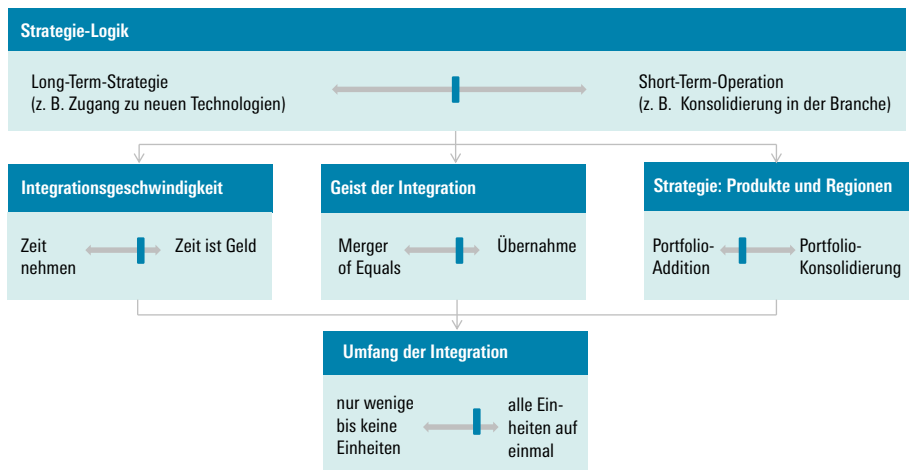 Strategie-Logik
Long-Term-Strategie
(z. B. Zugang zu neuen Technologien)
Short-Term-Operation
(z. B. Konsolidierung in der Branche)
Integrationsgeschwindigkeit
Zeit
nehmen
Zeit ist Geld
Geist der Integration
Merger
of Equals
Übernahme
Strategie: Produkte und Regionen
Portfolio-
Addition
Portfolio-
Konsolidierung
Umfang der Integration
nur wenige
bis keine
Einheiten
alle Ein-
heiten auf
einmal